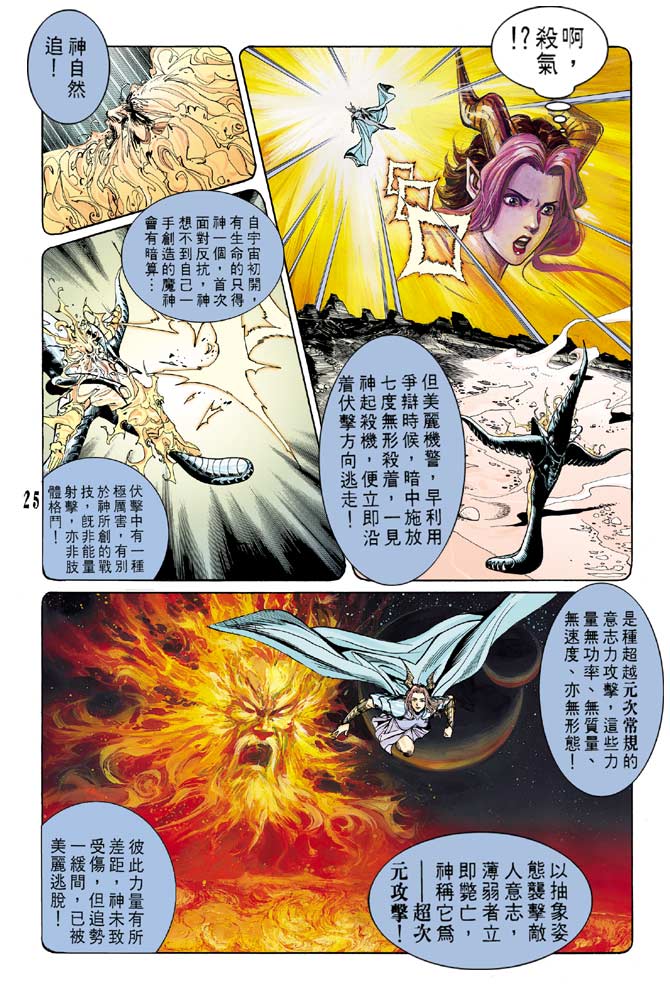 啊，
殺氣
!?
但美麗機警，早利用
爭辯時候，暗中施放
七度無形殺着，一見
神起殺機，便立即沿
着伏擊方向逃走！
神自然
追！
自宇宙初開，
有生命的只得
神一個，首次
面對反抗，神
想不到自己一
手創造的魔神
會有暗算…
伏擊中有一種
極厲害，有別
於神所創的戰
技，既非能量
射擊，亦非肢
體格鬥！
25
是種超越元次常規的
意志力攻擊，這些力
量無功率、無質量、
無速度、亦無形態！
以抽象姿
態襲擊敵
人意志，
薄弱者立
即斃亡，
神稱它爲
——超次
元攻擊！
彼此力量有所
差距，神未致
受傷，但追勢
一緩間，已被
美麗逃脫！